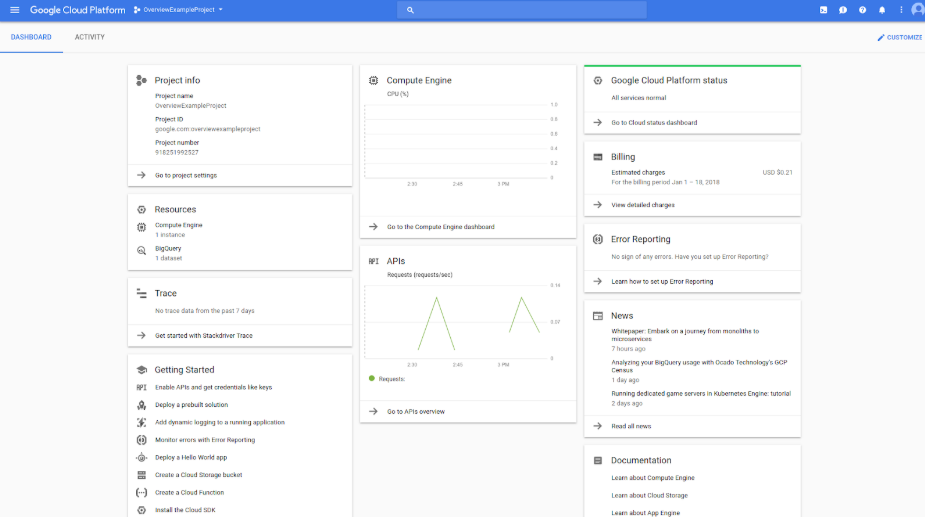 Google Cloud Platform
OverviewExampleProject
DASHBOARD
ACTIVITY
CUSTOMIZE
Project info
Project name
OverviewExampleProject
Project ID
google.com:overviewexampleproject
Project number
918251992527
Go to project settings
Resources
Compute Engine
1 instance
BigQuery
1 dataset
Trace
No trace data from the past 7 days
Get started with Stackdriver Trace
Getting Started
API Enable APIs and get credentials like keys
Deploy a prebuilt solution
Add dynamic logging to a running application
Monitor errors with Error Reporting
Deploy a Hello World app
Create a Cloud Storage bucket
Create a Cloud Function
Install the Cloud SDK
Compute Engine
CPU (%)
1.0
0.8
0.6
0.4
0.2
0
2:30 2:45 3 PM
Go to the Compute Engine dashboard
API APIs
Requests (requests/sec)
0.14
0.07
0
2:30 2:45 3 PM
Requests:
Go to APIs overview
Google Cloud Platform status
All services normal
Go to Cloud status dashboard
Billing
Estimated charges USD $0.21
For the billing period Jan 1 – 18, 2018
View detailed charges
Error Reporting
No sign of any errors. Have you set up Error Reporting?
Learn how to set up Error Reporting
News
Whitepaper: Embark on a journey from monoliths to
microservices
7 hours ago
Analyzing your BigQuery usage with Ocado Technology's GCP
Census
1 day ago
Running dedicated game servers in Kubernetes Engine: tutorial
2 days ago
Read all news
Documentation
Learn about Compute Engine
Learn about Cloud Storage
Learn about App Engine